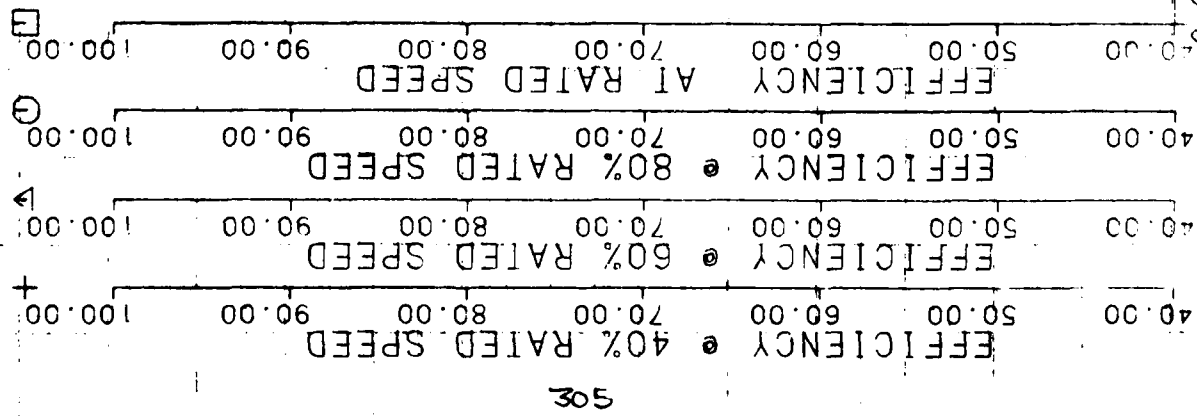 EFFICIENCY @ 40% RATED SPEED
40.00 50.00 60.00 70.00 80.00 90.00 100.00
EFFICIENCY @ 60% RATED SPEED
40.00 50.00 60.00 70.00 80.00 90.00 100.00
EFFICIENCY @ 80% RATED SPEED
40.00 50.00 60.00 70.00 80.00 90.00 100.00
EFFICIENCY AT RATED SPEED
40.00 50.00 60.00 70.00 80.00 90.00 100.00
305